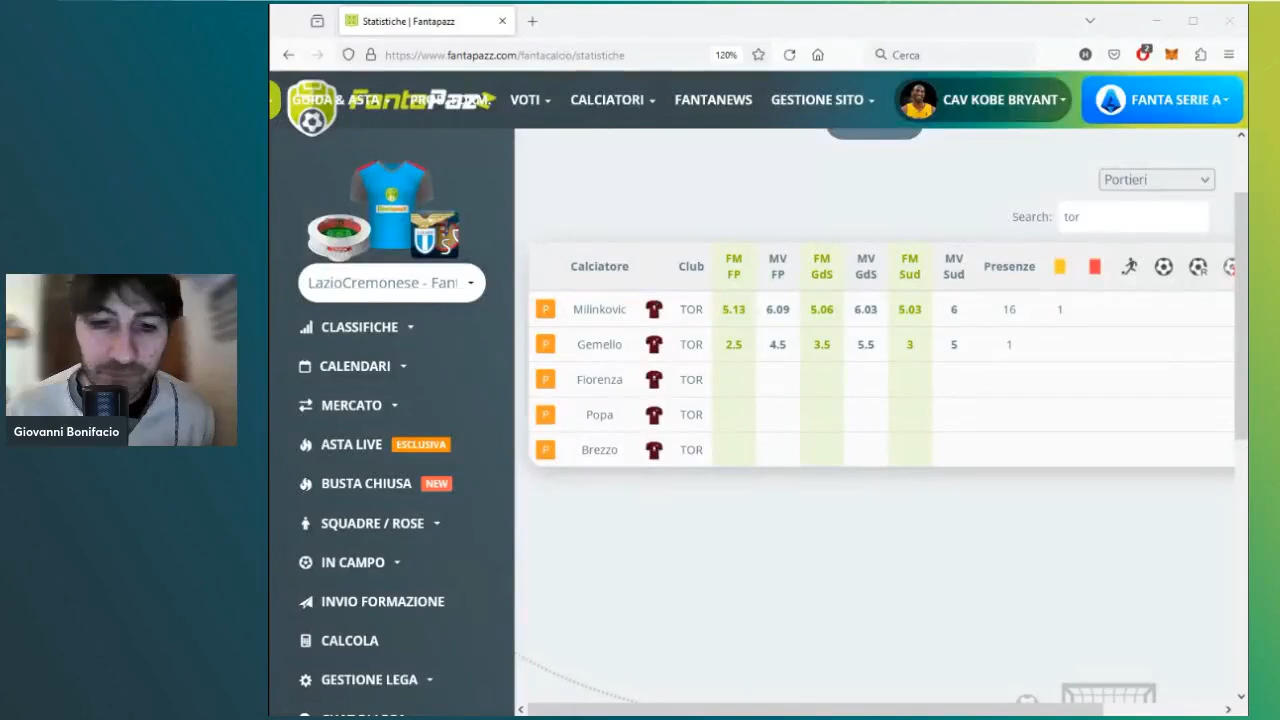 Statistiche | Fantapazz
https://www.fantapazz.com/fantacalcio/statistiche
120%
Cerca
2
GUIDA & ASTA
FantaPazz
VOTI
CALCIATORI
FANTANEWS
GESTIONE SITO
CAV KOBE BRYANT
FANTA SERIE A
LazioCremonese - Fant
CLASSIFICHE
CALENDARI
MERCATO
ASTA LIVE ESCLUSIVA
BUSTA CHIUSA NEW
SQUADRE / ROSE
IN CAMPO
INVIO FORMAZIONE
CALCOLA
GESTIONE LEGA
Portieri
Search: tor
Calciatore Club FM FP MV FP FM GdS MV GdS FM Sud MV Sud Presenze
P Milinkovic TOR 5.13 6.09 5.06 6.03 5.03 6 16 1
P Gemello TOR 2.5 4.5 3.5 5.5 3 5 1
P Fiorenza TOR
P Popa TOR
P Brezzo TOR
Giovanni Bonifacio